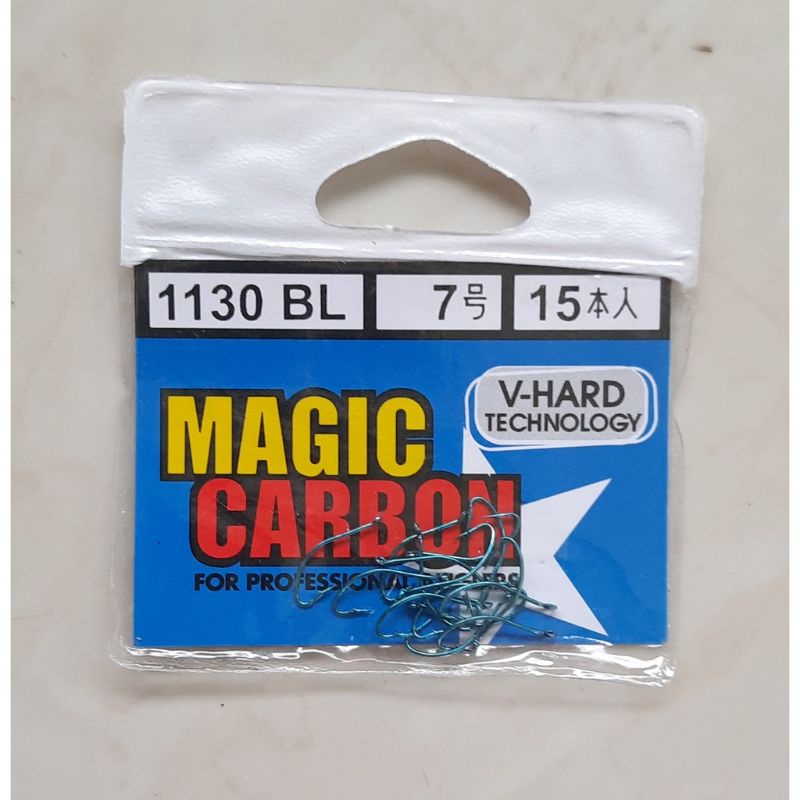 1130 BL 7号 15本入
V-HARD
TECHNOLOGY
MAGIC
CARBON
FOR PROFESSIONAL